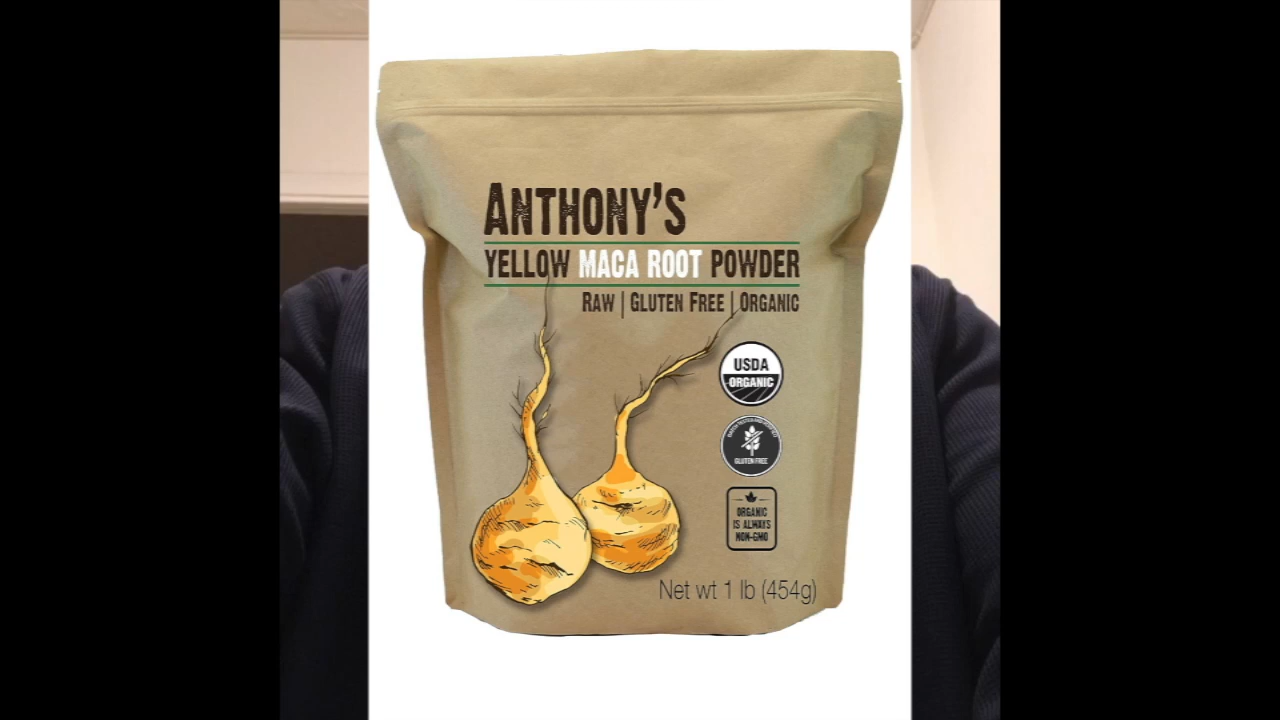 ANTHONY'S
YELLOW MACA ROOT POWDER
RAW | GLUTEN FREE | ORGANIC
USDA
ORGANIC
GLUTEN FREE
ORGANIC
IS ALWAYS
NON-GMO
Net wt 1 lb (454g)